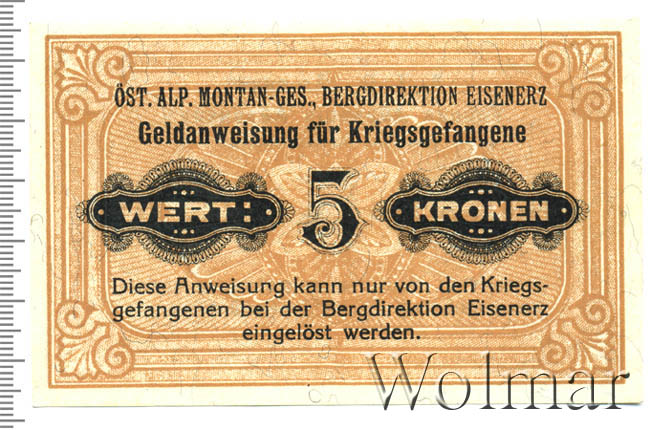 ÖST. ALP. MONTAN-GES., BERGDIREKTION EISENERZ
Geldanweisung für Kriegsgefangene
WERT: 5 KRONEN
Diese Anweisung kann nur von den Kriegs-
gefangenen bei der Bergdirektion Eisenerz
eingelöst werden.
Wolmar